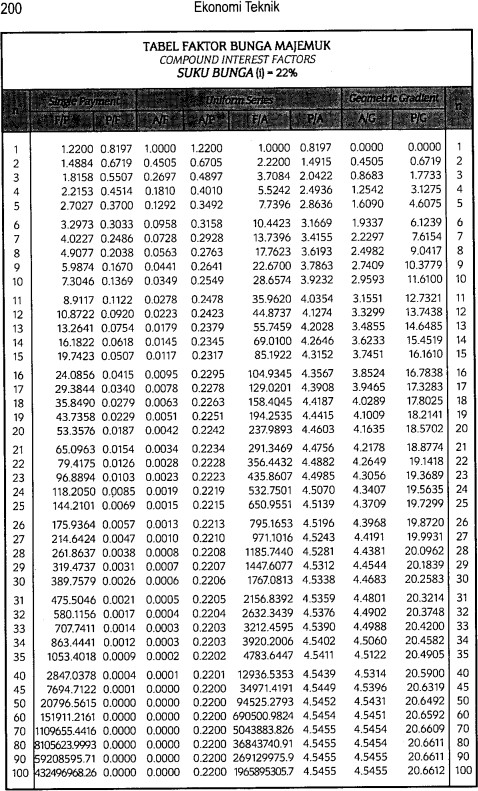 200 Ekonomi Teknik
TABEL FAKTOR BUNGA MAJEMUK
COMPOUND INTEREST FACTORS
SUKU BUNGA (i) = 22%
n Single Payment Uniform Series Geometric Gradient n
F/P P/F A/F A/P F/A P/A A/G P/G
1 1.2200 0.8197 1.0000 1.2200 1.0000 0.8197 0.0000 0.0000 1
2 1.4884 0.6719 0.4505 0.6705 2.2200 1.4915 0.4505 0.6719 2
3 1.8158 0.5507 0.2697 0.4897 3.7084 2.0422 0.8683 1.7733 3
4 2.2153 0.4514 0.1810 0.4010 5.5242 2.4936 1.2542 3.1275 4
5 2.7027 0.3700 0.1292 0.3492 7.7396 2.8636 1.6090 4.6075 5
6 3.2973 0.3033 0.0958 0.3158 10.4423 3.1669 1.9337 6.1239 6
7 4.0227 0.2486 0.0728 0.2928 13.7396 3.4155 2.2297 7.6154 7
8 4.9077 0.2038 0.0563 0.2763 17.7623 3.6193 2.4982 9.0417 8
9 5.9874 0.1670 0.0441 0.2641 22.6700 3.7863 2.7409 10.3779 9
10 7.3046 0.1369 0.0349 0.2549 28.6574 3.9232 2.9593 11.6100 10
11 8.9117 0.1122 0.0278 0.2478 35.9620 4.0354 3.1551 12.7321 11
12 10.8722 0.0920 0.0223 0.2423 44.8737 4.1274 3.3299 13.7438 12
13 13.2641 0.0754 0.0179 0.2379 55.7459 4.2028 3.4855 14.6485 13
14 16.1822 0.0618 0.0145 0.2345 69.0100 4.2646 3.6233 15.4519 14
15 19.7423 0.0507 0.0117 0.2317 85.1922 4.3152 3.7451 16.1610 15
16 24.0856 0.0415 0.0095 0.2295 104.9345 4.3567 3.8524 16.7838 16
17 29.3844 0.0340 0.0078 0.2278 129.0201 4.3908 3.9465 17.3283 17
18 35.8490 0.0279 0.0063 0.2263 158.4045 4.4187 4.0289 17.8025 18
19 43.7358 0.0229 0.0051 0.2251 194.2535 4.4415 4.1009 18.2141 19
20 53.3576 0.0187 0.0042 0.2242 237.9893 4.4603 4.1635 18.5702 20
21 65.0963 0.0154 0.0034 0.2234 291.3469 4.4756 4.2178 18.8774 21
22 79.4175 0.0126 0.0028 0.2228 356.4432 4.4882 4.2649 19.1418 22
23 96.8894 0.0103 0.0023 0.2223 435.8607 4.4985 4.3056 19.3689 23
24 118.2050 0.0085 0.0019 0.2219 532.7501 4.5070 4.3407 19.5635 24
25 144.2101 0.0069 0.0015 0.2215 650.9551 4.5139 4.3709 19.7299 25
26 175.9364 0.0057 0.0013 0.2213 795.1653 4.5196 4.3968 19.8720 26
27 214.6424 0.0047 0.0010 0.2210 971.1016 4.5243 4.4191 19.9931 27
28 261.8637 0.0038 0.0008 0.2208 1185.7440 4.5281 4.4381 20.0962 28
29 319.4737 0.0031 0.0007 0.2207 1447.6077 4.5312 4.4544 20.1839 29
30 389.7579 0.0026 0.0006 0.2206 1767.0813 4.5338 4.4683 20.2583 30
31 475.5046 0.0021 0.0005 0.2205 2156.8392 4.5359 4.4801 20.3214 31
32 580.1156 0.0017 0.0004 0.2204 2632.3439 4.5376 4.4902 20.3748 32
33 707.7411 0.0014 0.0003 0.2203 3212.4595 4.5390 4.4988 20.4200 33
34 863.4441 0.0012 0.0003 0.2203 3920.2006 4.5402 4.5060 20.4582 34
35 1053.4018 0.0009 0.0002 0.2202 4783.6447 4.5411 4.5122 20.4905 35
40 2847.0378 0.0004 0.0001 0.2201 12936.5353 4.5439 4.5314 20.5900 40
45 7694.7122 0.0001 0.0000 0.2200 34971.4191 4.5449 4.5396 20.6319 45
50 20796.5615 0.0000 0.0000 0.2200 94525.2793 4.5452 4.5431 20.6492 50
60 151911.2161 0.0000 0.0000 0.2200 690500.9824 4.5454 4.5451 20.6592 60
70 1109655.4416 0.0000 0.0000 0.2200 5043883.826 4.5455 4.5454 20.6609 70
80 8105623.9993 0.0000 0.0000 0.2200 36843740.91 4.5455 4.5454 20.6611 80
90 59208595.71 0.0000 0.0000 0.2200 269129975.9 4.5455 4.5455 20.6611 90
100 432496968.26 0.0000 0.0000 0.2200 1965895305.7 4.5455 4.5455 20.6612 100